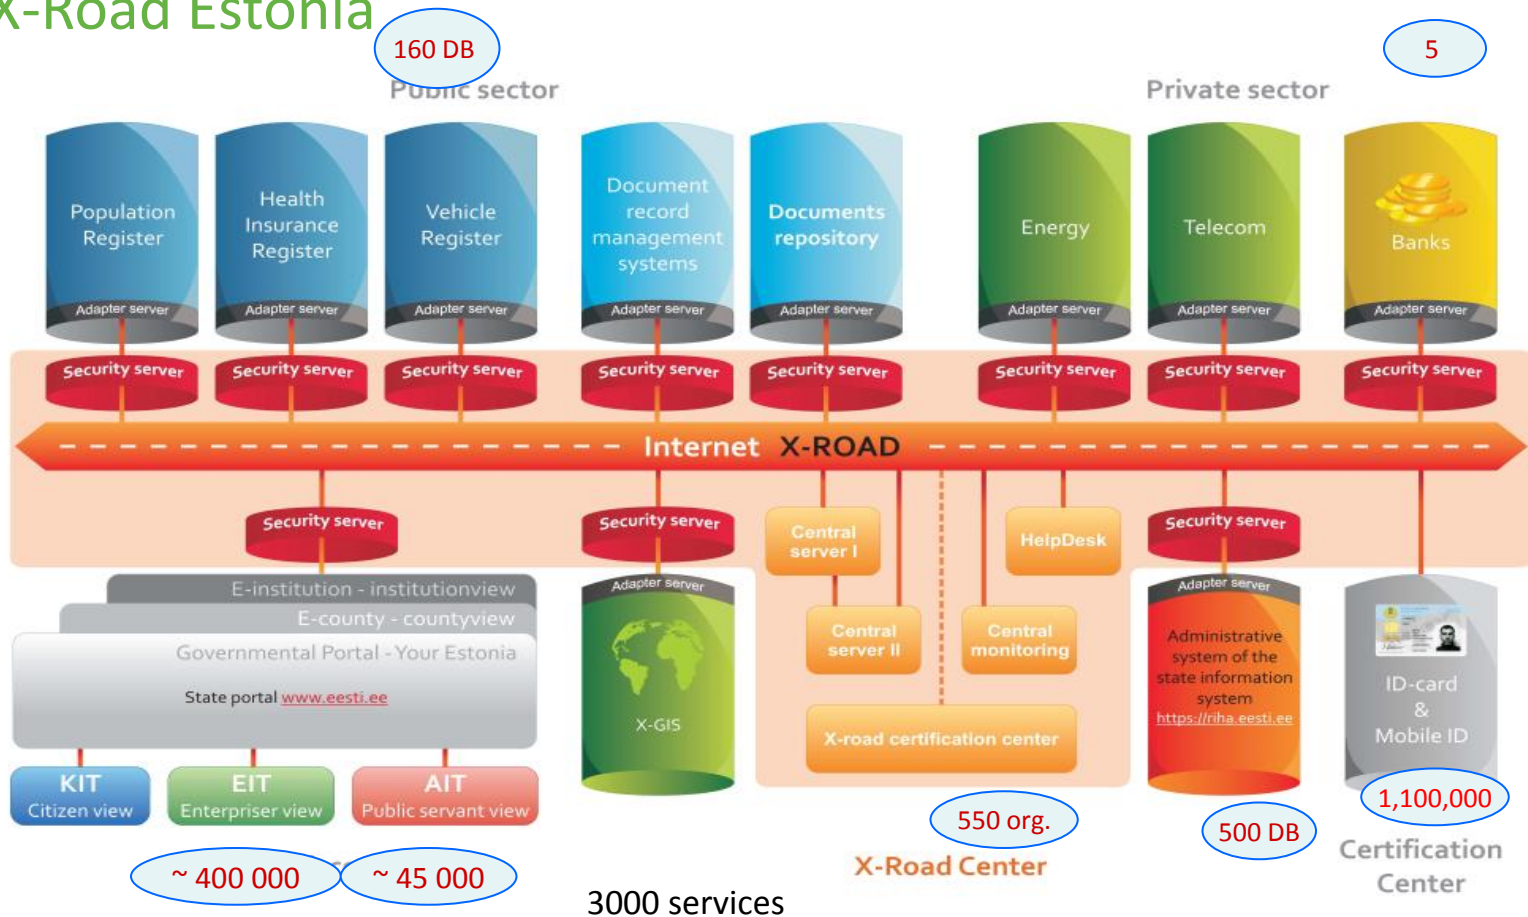 X-Road Estonia
160 DB
5
Public sector
Private sector
Population
Register
Adapter server
Health
Insurance
Register
Adapter server
Vehicle
Register
Adapter server
Document
record
management
systems
Adapter server
Documents
repository
Adapter server
Energy
Adapter server
Telecom
Adapter server
Banks
Adapter server
Security server
Security server
Security server
Security server
Security server
Security server
Security server
Security server
Internet X-ROAD
Security server
Security server
Central
server I
HelpDesk
Security server
E-institution - institutionview
E-county - countyview
Governmental Portal - Your Estonia
State portal www.eesti.ee
Adapter server
X-GIS
Central
server II
Central
monitoring
X-road certification center
Adapter server
Administrative
system of the
state information
system
https://riha.eesti.ee
ID-card
&
Mobile ID
KIT
Citizen view
EIT
Enterpriser view
AIT
Public servant view
1,100,000
550 org.
500 DB
~ 400 000
~ 45 000
X-Road Center
Certification
Center
3000 services